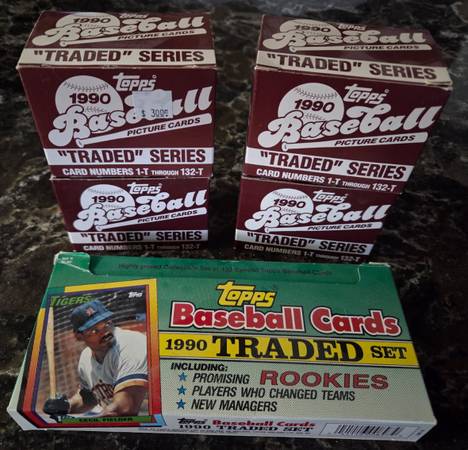 1990
topps
Baseball
PICTURE CARDS
"TRADED" SERIES
1990
topps
Baseball
PICTURE CARDS
"TRADED" SERIES
1990
topps
Baseball
PICTURE CARDS
"TRADED" SERIES
CARD NUMBERS 1-T THROUGH 132-T
1990
topps
Baseball
PICTURE CARDS
"TRADED" SERIES
CARD NUMBERS 1-T THROUGH 132-T
topps
1990
Baseball
PICTURE CARDS
"TRADED" SERIES
CARD NUMBERS 1-T THROUGH 132-T
topps
1990
Baseball
PICTURE CARDS
"TRADED" SERIES
CARD NUMBERS 1-T THROUGH 132-T
TIGERS
topps
CECIL FIELDER
topps
Baseball Cards
1990 TRADED SET
INCLUDING:
PROMISING ROOKIES
PLAYERS WHO CHANGED TEAMS
NEW MANAGERS
topps Baseball Cards
1990 TRADED SET